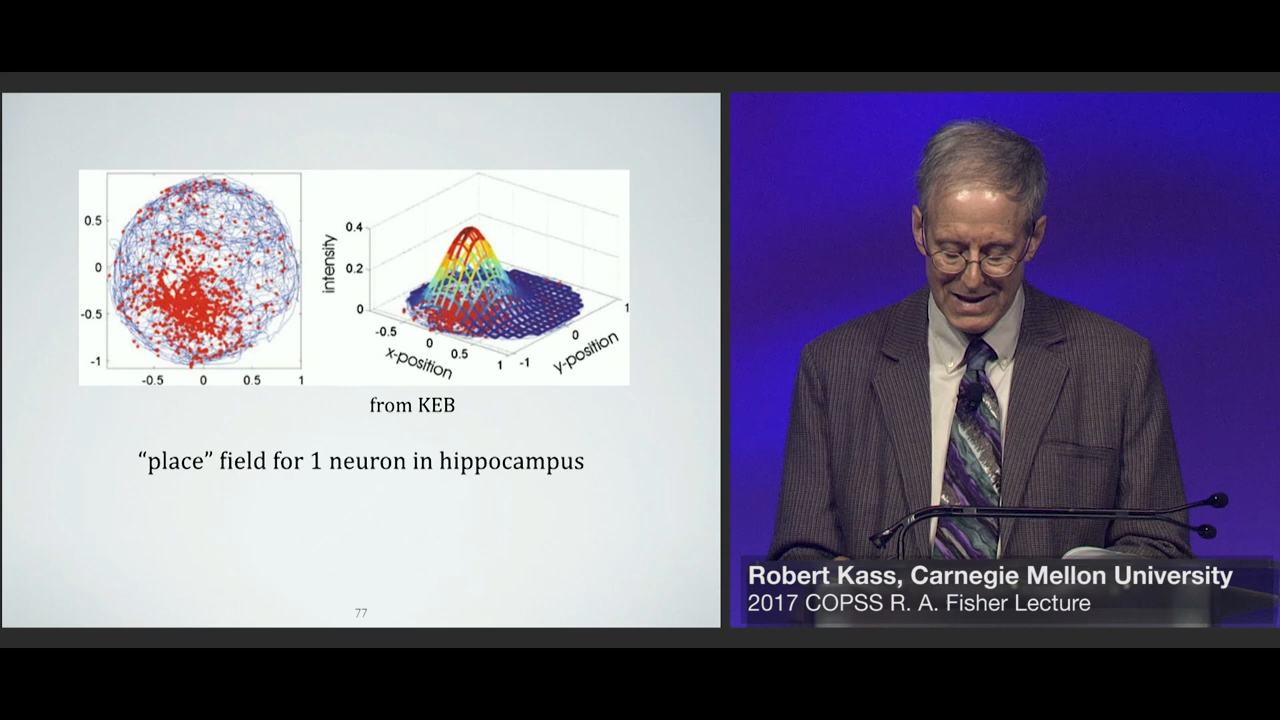 0.5
0
-0.5
-1
-0.5
0
0.5
1
intensity
0.4
0.2
0
-0.5
0
0.5
1
x-position
-1
0
1
y-position
from KEB
“place” field for 1 neuron in hippocampus
77
Robert Kass, Carnegie Mellon University
2017 COPSS R. A. Fisher Lecture